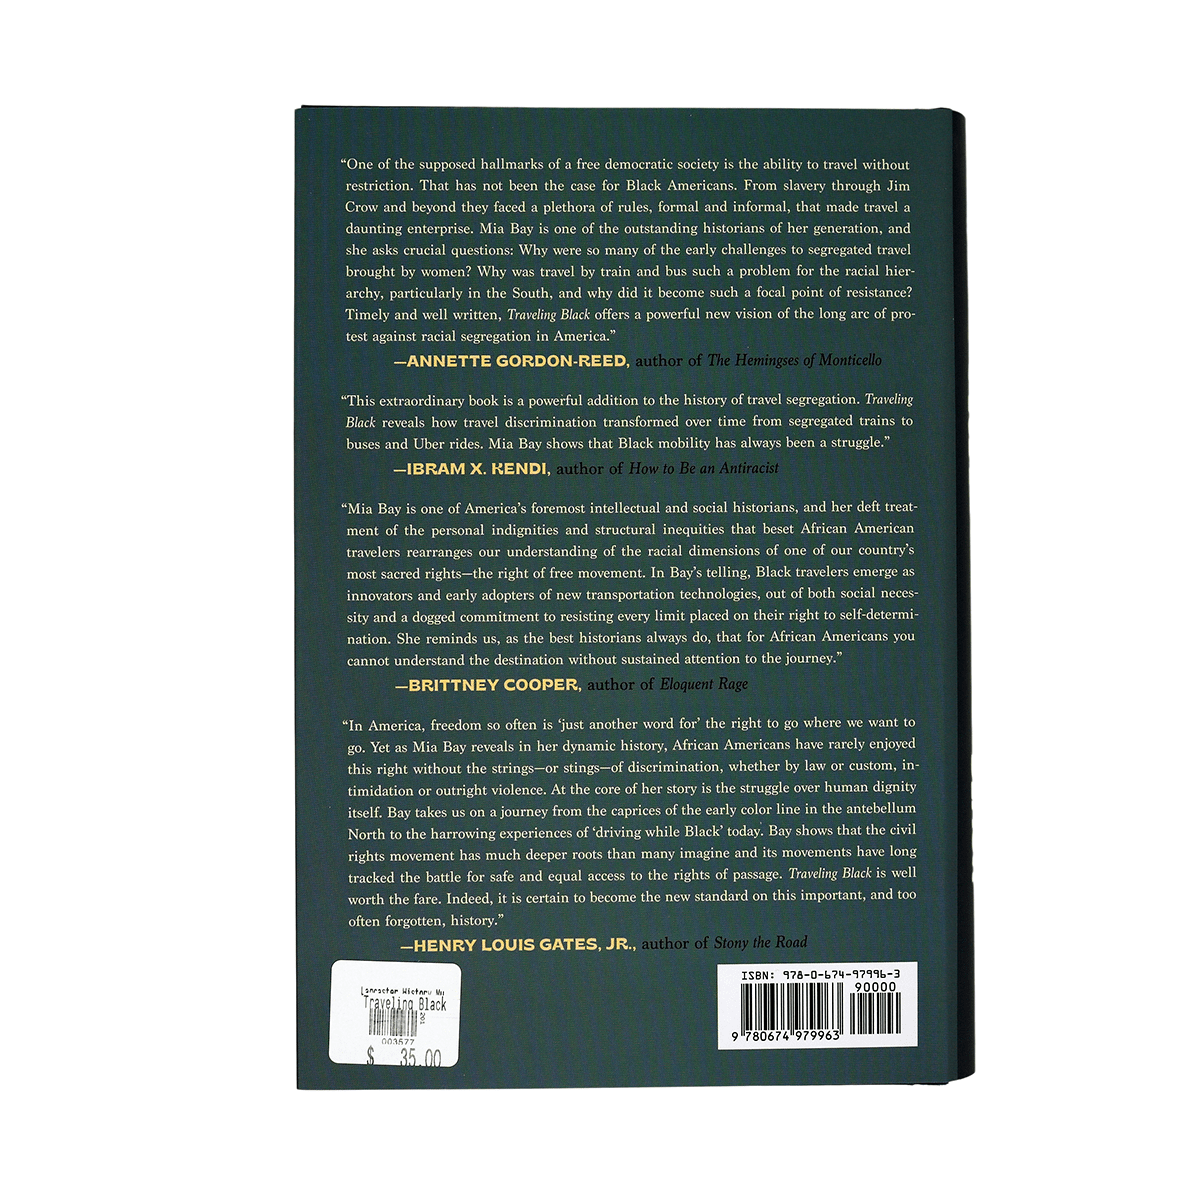 “One of the supposed hallmarks of a free democratic society is the ability to travel without
restriction. That has not been the case for Black Americans. From slavery through Jim
Crow and beyond they faced a plethora of rules, formal and informal, that made travel a
daunting enterprise. Mia Bay is one of the outstanding historians of her generation, and
she asks crucial questions: Why were so many of the early challenges to segregated travel
brought by women? Why was travel by train and bus such a problem for the racial hier-
archy, particularly in the South, and why did it become such a focal point of resistance?
Timely and well written, Traveling Black offers a powerful new vision of the long arc of pro-
test against racial segregation in America.”
—ANNETTE GORDON-REED, author of The Hemingses of Monticello
“This extraordinary book is a powerful addition to the history of travel segregation. Traveling
Black reveals how travel discrimination transformed over time from segregated trains to
buses and Uber rides. Mia Bay shows that Black mobility has always been a struggle.”
—IBRAM X. KENDI, author of How to Be an Antiracist
“Mia Bay is one of America’s foremost intellectual and social historians, and her deft treat-
ment of the personal indignities and structural inequities that beset African American
travelers rearranges our understanding of the racial dimensions of one of our country’s
most sacred rights—the right of free movement. In Bay’s telling, Black travelers emerge as
innovators and early adopters of new transportation technologies, out of both social neces-
sity and a dogged commitment to resisting every limit placed on their right to self-determi-
nation. She reminds us, as the best historians always do, that for African Americans you
cannot understand the destination without sustained attention to the journey.”
—BRITTNEY COOPER, author of Eloquent Rage
“In America, freedom so often is ‘just another word for’ the right to go where we want to
go. Yet as Mia Bay reveals in her dynamic history, African Americans have rarely enjoyed
this right without the strings—or stings—of discrimination, whether by law or custom, in-
timidation or outright violence. At the core of her story is the struggle over human dignity
itself. Bay takes us on a journey from the caprices of the early color line in the antebellum
North to the harrowing experiences of ‘driving while Black’ today. Bay shows that the civil
rights movement has much deeper roots than many imagine and its movements have long
tracked the battle for safe and equal access to the rights of passage. Traveling Black is well
worth the fare. Indeed, it is certain to become the new standard on this important, and too
often forgotten, history.”
—HENRY LOUIS GATES, JR., author of Stony the Road
History
Traveling Black
201
003577
$ 35.00
ISBN: 978-0-674-97996-3
90000
9 780674 979963